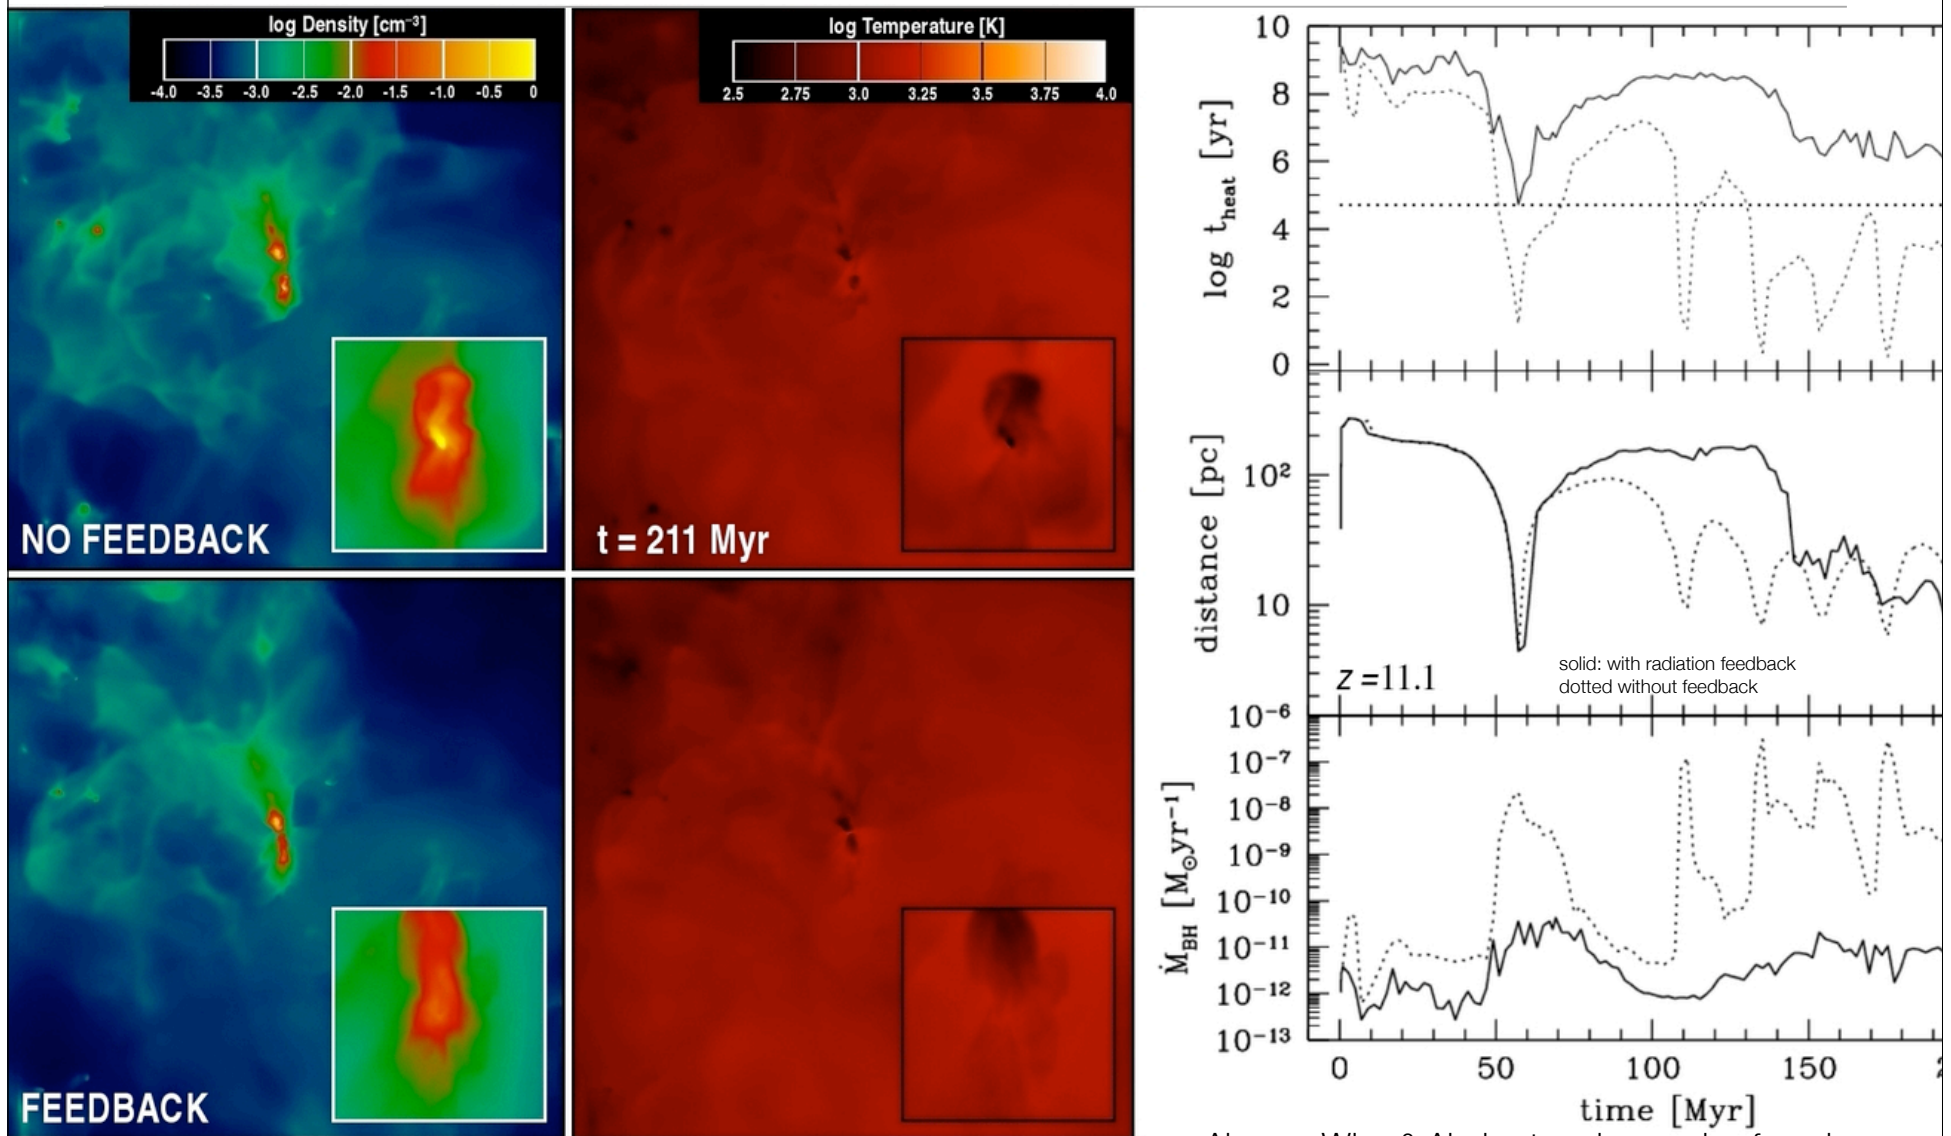 log Density [cm⁻³]
-4.0 -3.5 -3.0 -2.5 -2.0 -1.5 -1.0 -0.5 0
NO FEEDBACK
log Temperature [K]
2.5 2.75 3.0 3.25 3.5 3.75 4.0
t = 211 Myr
FEEDBACK
log t_heat [yr]
10
8
6
4
2
0
distance [pc]
10²
10
z = 11.1
solid: with radiation feedback
dotted without feedback
Ṁ_BH [M_⊙yr⁻¹]
10⁻⁶
10⁻⁷
10⁻⁸
10⁻⁹
10⁻¹⁰
10⁻¹¹
10⁻¹²
10⁻¹³
0 50 100 150
time [Myr]